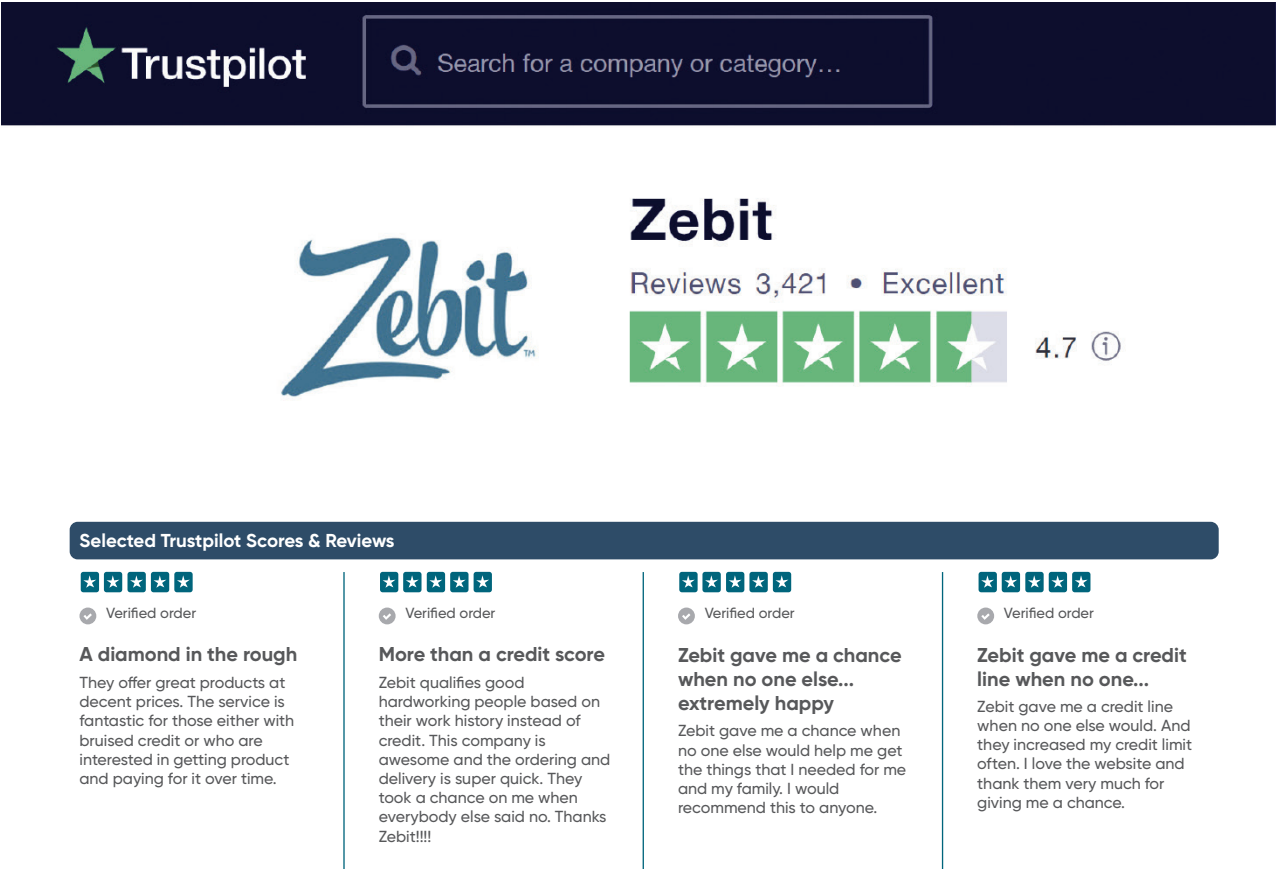 Trustpilot
Search for a company or category...
Zebit™
Zebit
Reviews 3,421 • Excellent
4.7
Selected Trustpilot Scores & Reviews
Verified order
A diamond in the rough
They offer great products at
decent prices. The service is
fantastic for those either with
bruised credit or who are
interested in getting product
and paying for it over time.
Verified order
More than a credit score
Zebit qualifies good
hardworking people based on
their work history instead of
credit. This company is
awesome and the ordering and
delivery is super quick. They
took a chance on me when
everybody else said no. Thanks
Zebit!!!!
Verified order
Zebit gave me a chance
when no one else...
extremely happy
Zebit gave me a chance when
no one else would help me get
the things that I needed for me
and my family. I would
recommend this to anyone.
Verified order
Zebit gave me a credit
line when no one...
Zebit gave me a credit line
when no one else would. And
they increased my credit limit
often. I love the website and
thank them very much for
giving me a chance.